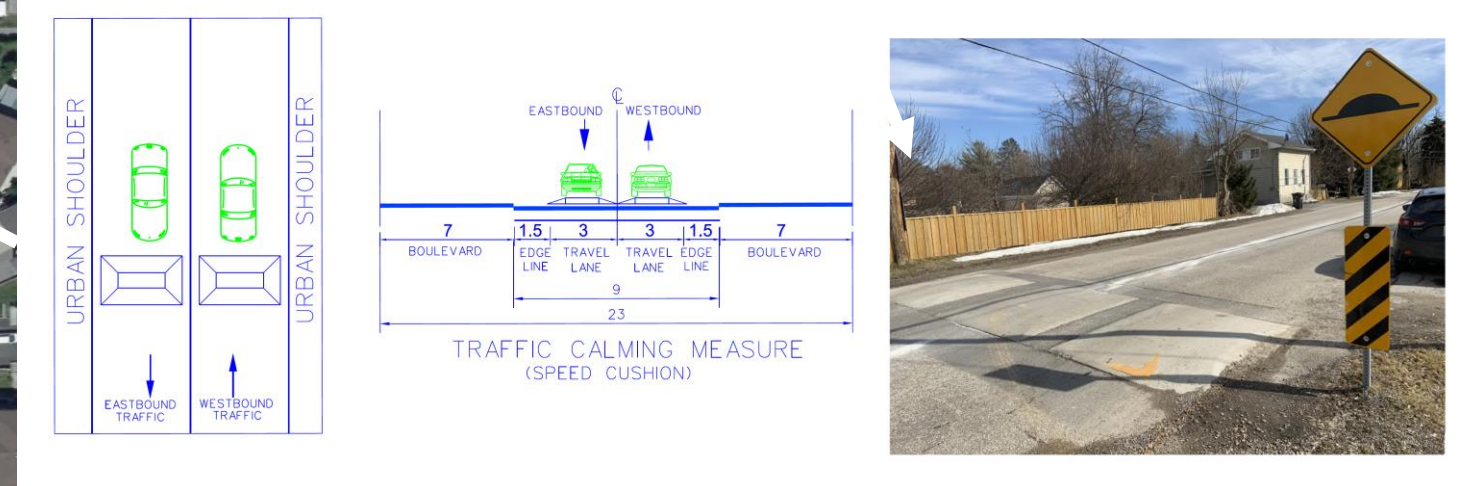 URBAN SHOULDER
URBAN SHOULDER
EASTBOUND
TRAFFIC
WESTBOUND
TRAFFIC
℄
EASTBOUND WESTBOUND
7 1.5 3 3 1.5 7
BOULEVARD EDGE LINE TRAVEL LANE TRAVEL LANE EDGE LINE BOULEVARD
9
23
TRAFFIC CALMING MEASURE
(SPEED CUSHION)